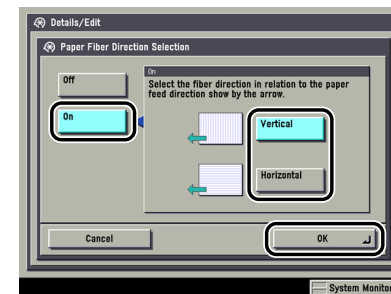 Details/Edit
Paper Fiber Direction Selection
Off
On
On
Select the fiber direction in relation to the paper
feed direction show by the arrow.
Vertical
Horizontal
Cancel
OK
System Monitor